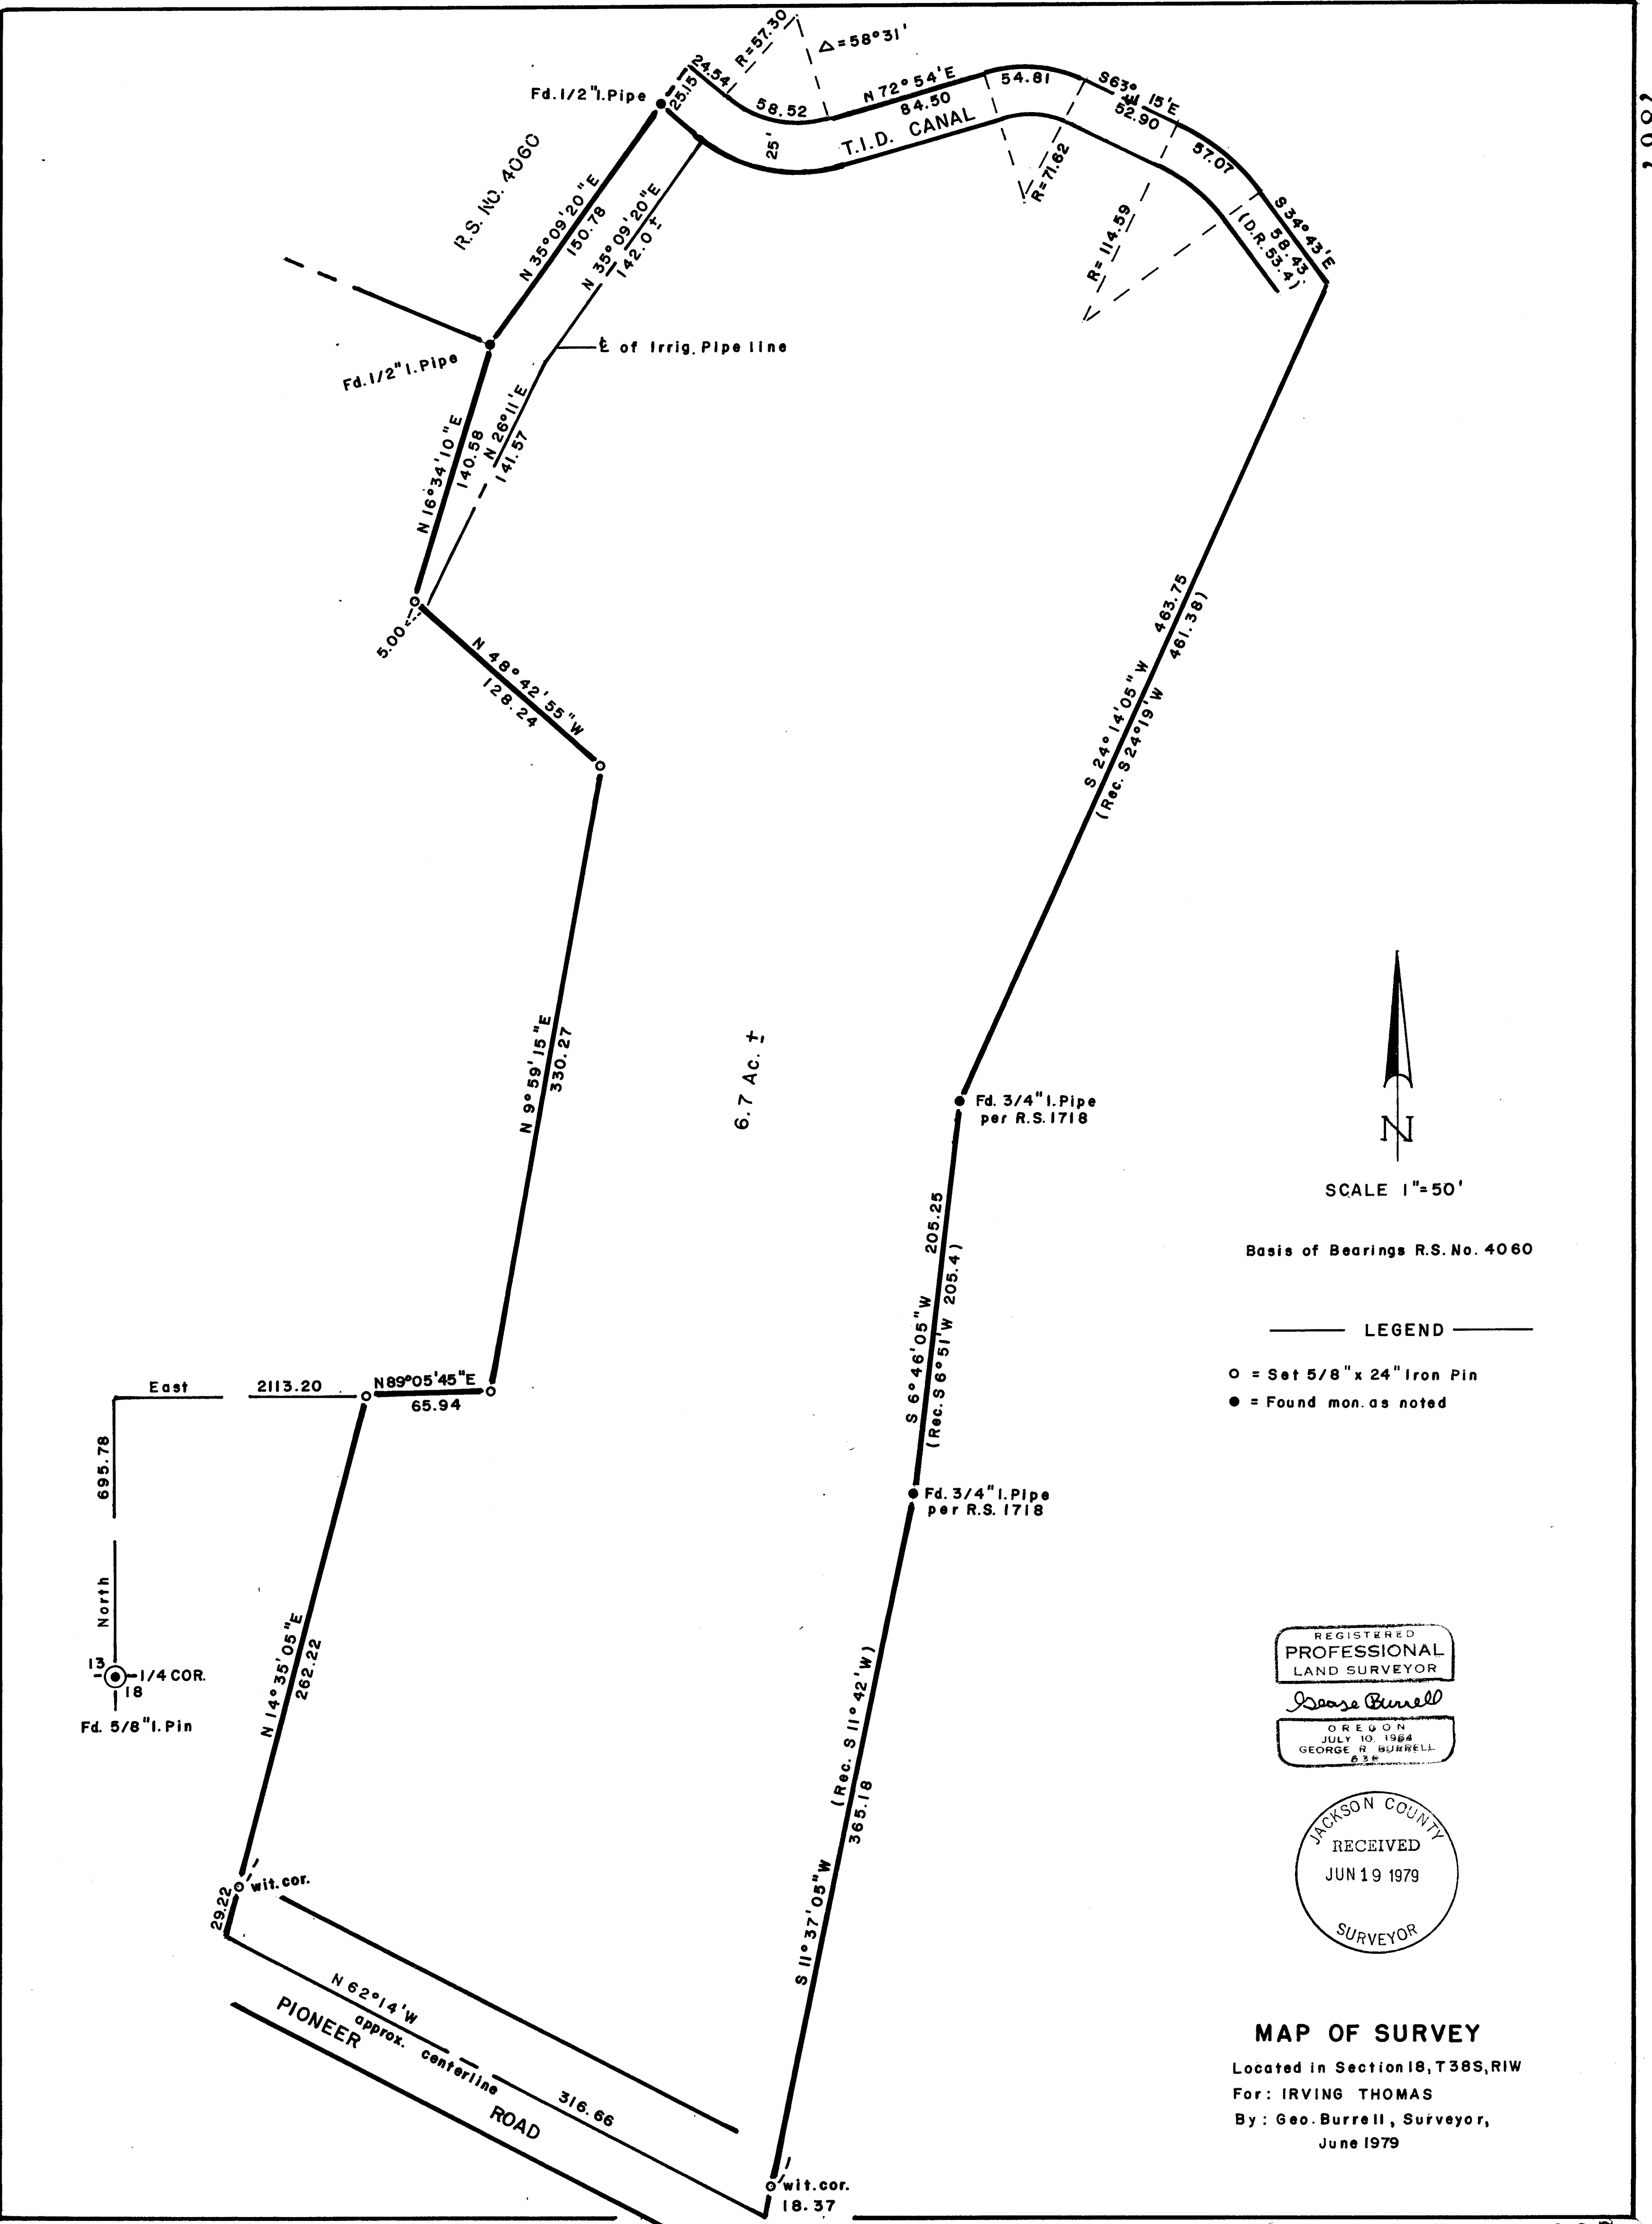 R=57.30
Δ=58°31'
24.54
25.15
Fd.1/2"I.Pipe
58.52
N 72°54'E
84.50
54.81
S63° 15'E
52.90
57.07
25'
T.I.D. CANAL
R=71.62
R=114.59
S 34°43'E
58.43
(D.R.53.4)
R.S. NO. 4060
N 35°09'20"E
150.78
N 35°09'20"E
142.0±
Fd.1/2"I.Pipe
℄ of Irrig. Pipe line
N 16°34'10"E
140.58
N 26°11'E
141.57
5.00
N 48°42'55"W
128.24
S 24°14'05"W 463.75
(Rec. S 24°19'W 461.38)
N 9°59'15"E
330.27
6.7 Ac. ±
Fd. 3/4"I.Pipe
per R.S.1718
N
SCALE 1"=50'
Basis of Bearings R.S. No. 4060
LEGEND
= Set 5/8"x 24"Iron Pin
= Found mon. as noted
S 6°46'05"W 205.25
(Rec. S 6°51'W 205.4)
East 2113.20
N89°05'45"E
65.94
695.78
North
13
1/4 COR.
18
Fd. 5/8"I.Pin
Fd. 3/4"I.Pipe
per R.S. 1718
N 14°35'05"E
262.22
S 11°37'05"W (Rec. S 11°42'W)
365.18
29.22
wit.cor.
N 62°14'W
approx. centerline
316.66
PIONEER ROAD
wit.cor.
18.37
REGISTERED
PROFESSIONAL
LAND SURVEYOR
George Burrell
OREGON
JULY 10, 1964
GEORGE R BURRELL
JACKSON COUNTY
RECEIVED
JUN 19 1979
SURVEYOR
MAP OF SURVEY
Located in Section 18, T38S, R1W
For: IRVING THOMAS
By: Geo. Burrell, Surveyor,
June 1979